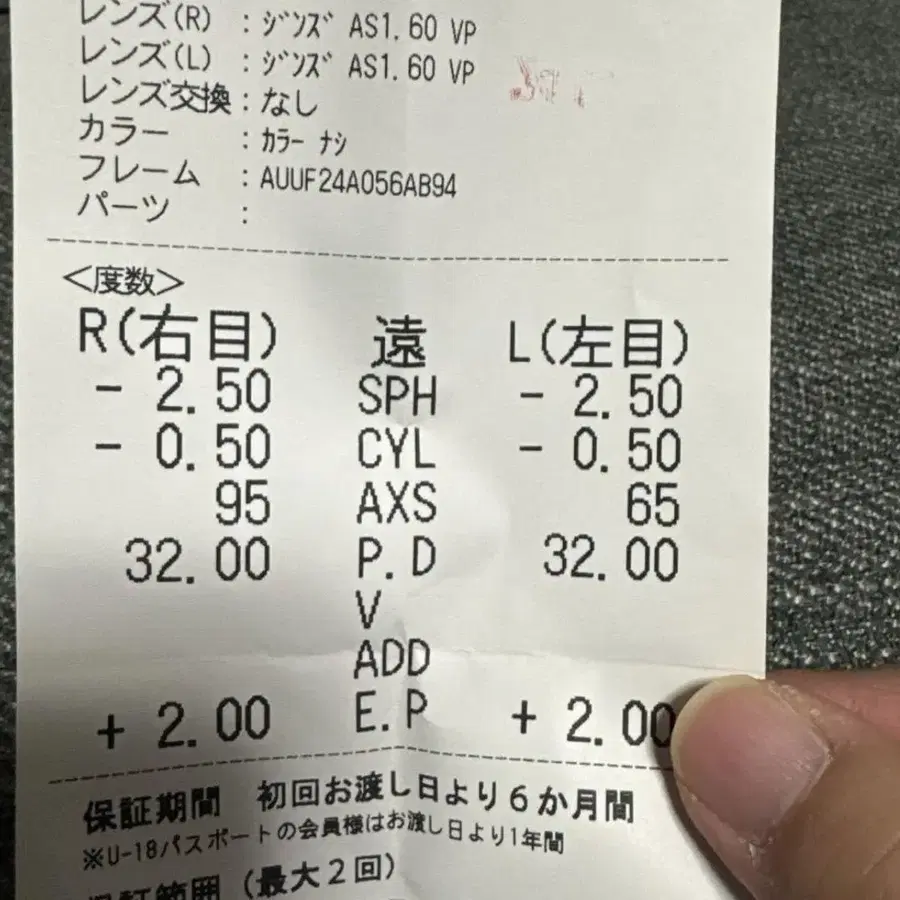 レンズ(R) : ジンズ AS1.60 VP
レンズ(L) : ジンズ AS1.60 VP
レンズ交換 : なし
カラー : カラー ナシ
フレーム : AUUF24A056AB94
パーツ :
<度数>
R(右目) 遠 L(左目)
- 2.50 SPH - 2.50
- 0.50 CYL - 0.50
95 AXS 65
32.00 P.D 32.00
V
ADD
+ 2.00 E.P + 2.00
保証期間 初回お渡し日より6か月間
※U-18パスポートの会員様はお渡し日より1年間
保証範囲 (最大2回)